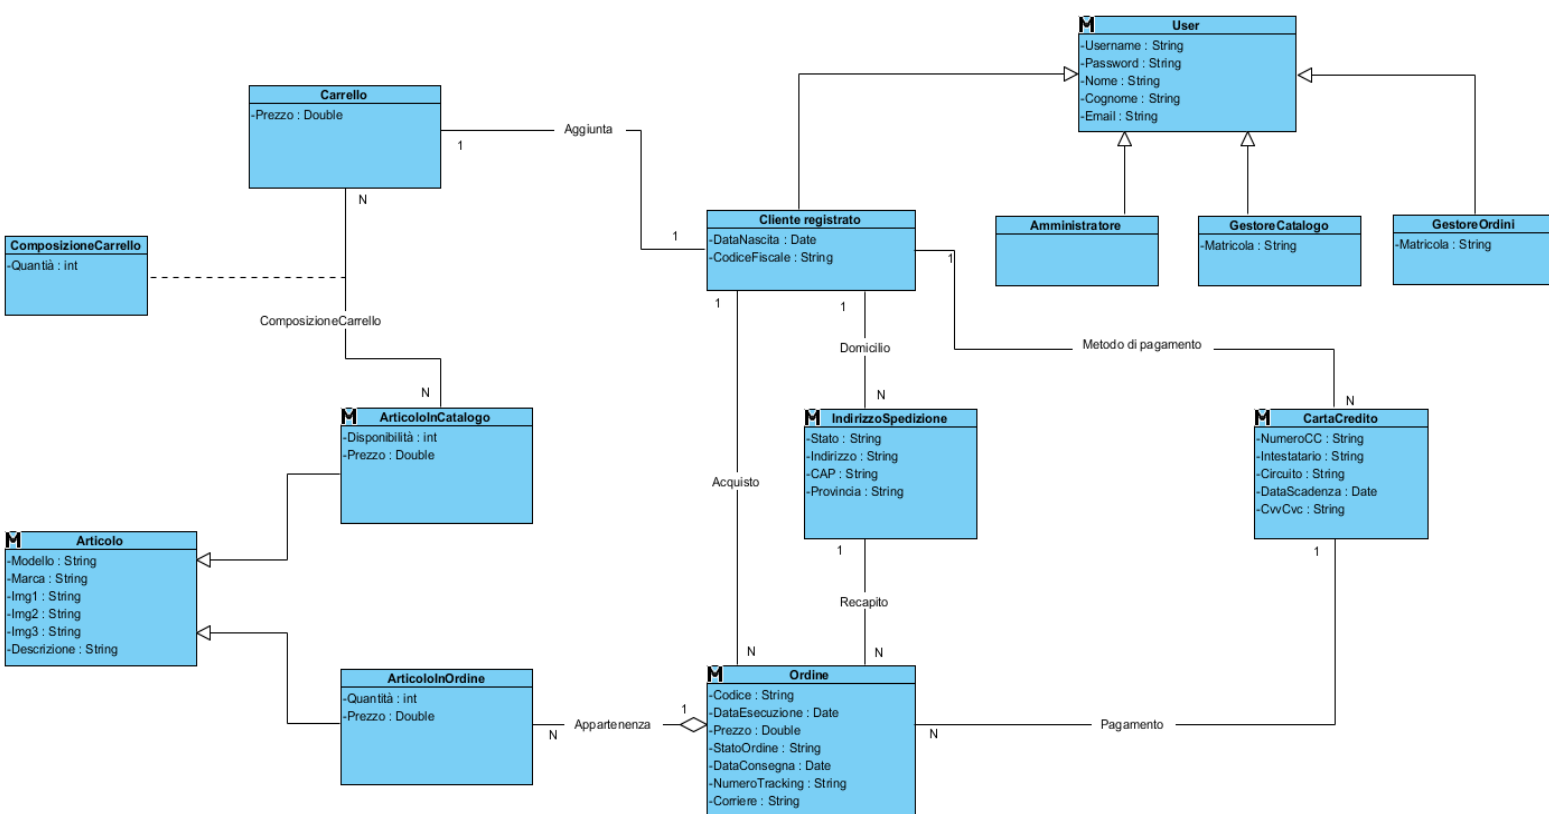 User
-Username : String
-Password : String
-Nome : String
-Cognome : String
-Email : String
Carrello
-Prezzo : Double
Aggiunta
1
1
N
Cliente registrato
-DataNascita : Date
-CodiceFiscale : String
Amministratore
GestoreCatalogo
-Matricola : String
GestoreOrdini
-Matricola : String
ComposizioneCarrello
-Quantià : int
ComposizioneCarrello
N
1
1
1
Domicilio
N
Metodo di pagamento
N
ArticoloInCatalogo
-Disponibilità : int
-Prezzo : Double
IndirizzoSpedizione
-Stato : String
-Indirizzo : String
-CAP : String
-Provincia : String
CartaCredito
-NumeroCC : String
-Intestatario : String
-Circuito : String
-DataScadenza : Date
-CvvCvc : String
Acquisto
Articolo
-Modello : String
-Marca : String
-Img1 : String
-Img2 : String
-Img3 : String
-Descrizione : String
1
1
Recapito
N
N
ArticoloInOrdine
-Quantità : int
-Prezzo : Double
N
Appartenenza
1
Ordine
-Codice : String
-DataEsecuzione : Date
-Prezzo : Double
-StatoOrdine : String
-DataConsegna : Date
-NumeroTracking : String
-Corriere : String
N
Pagamento